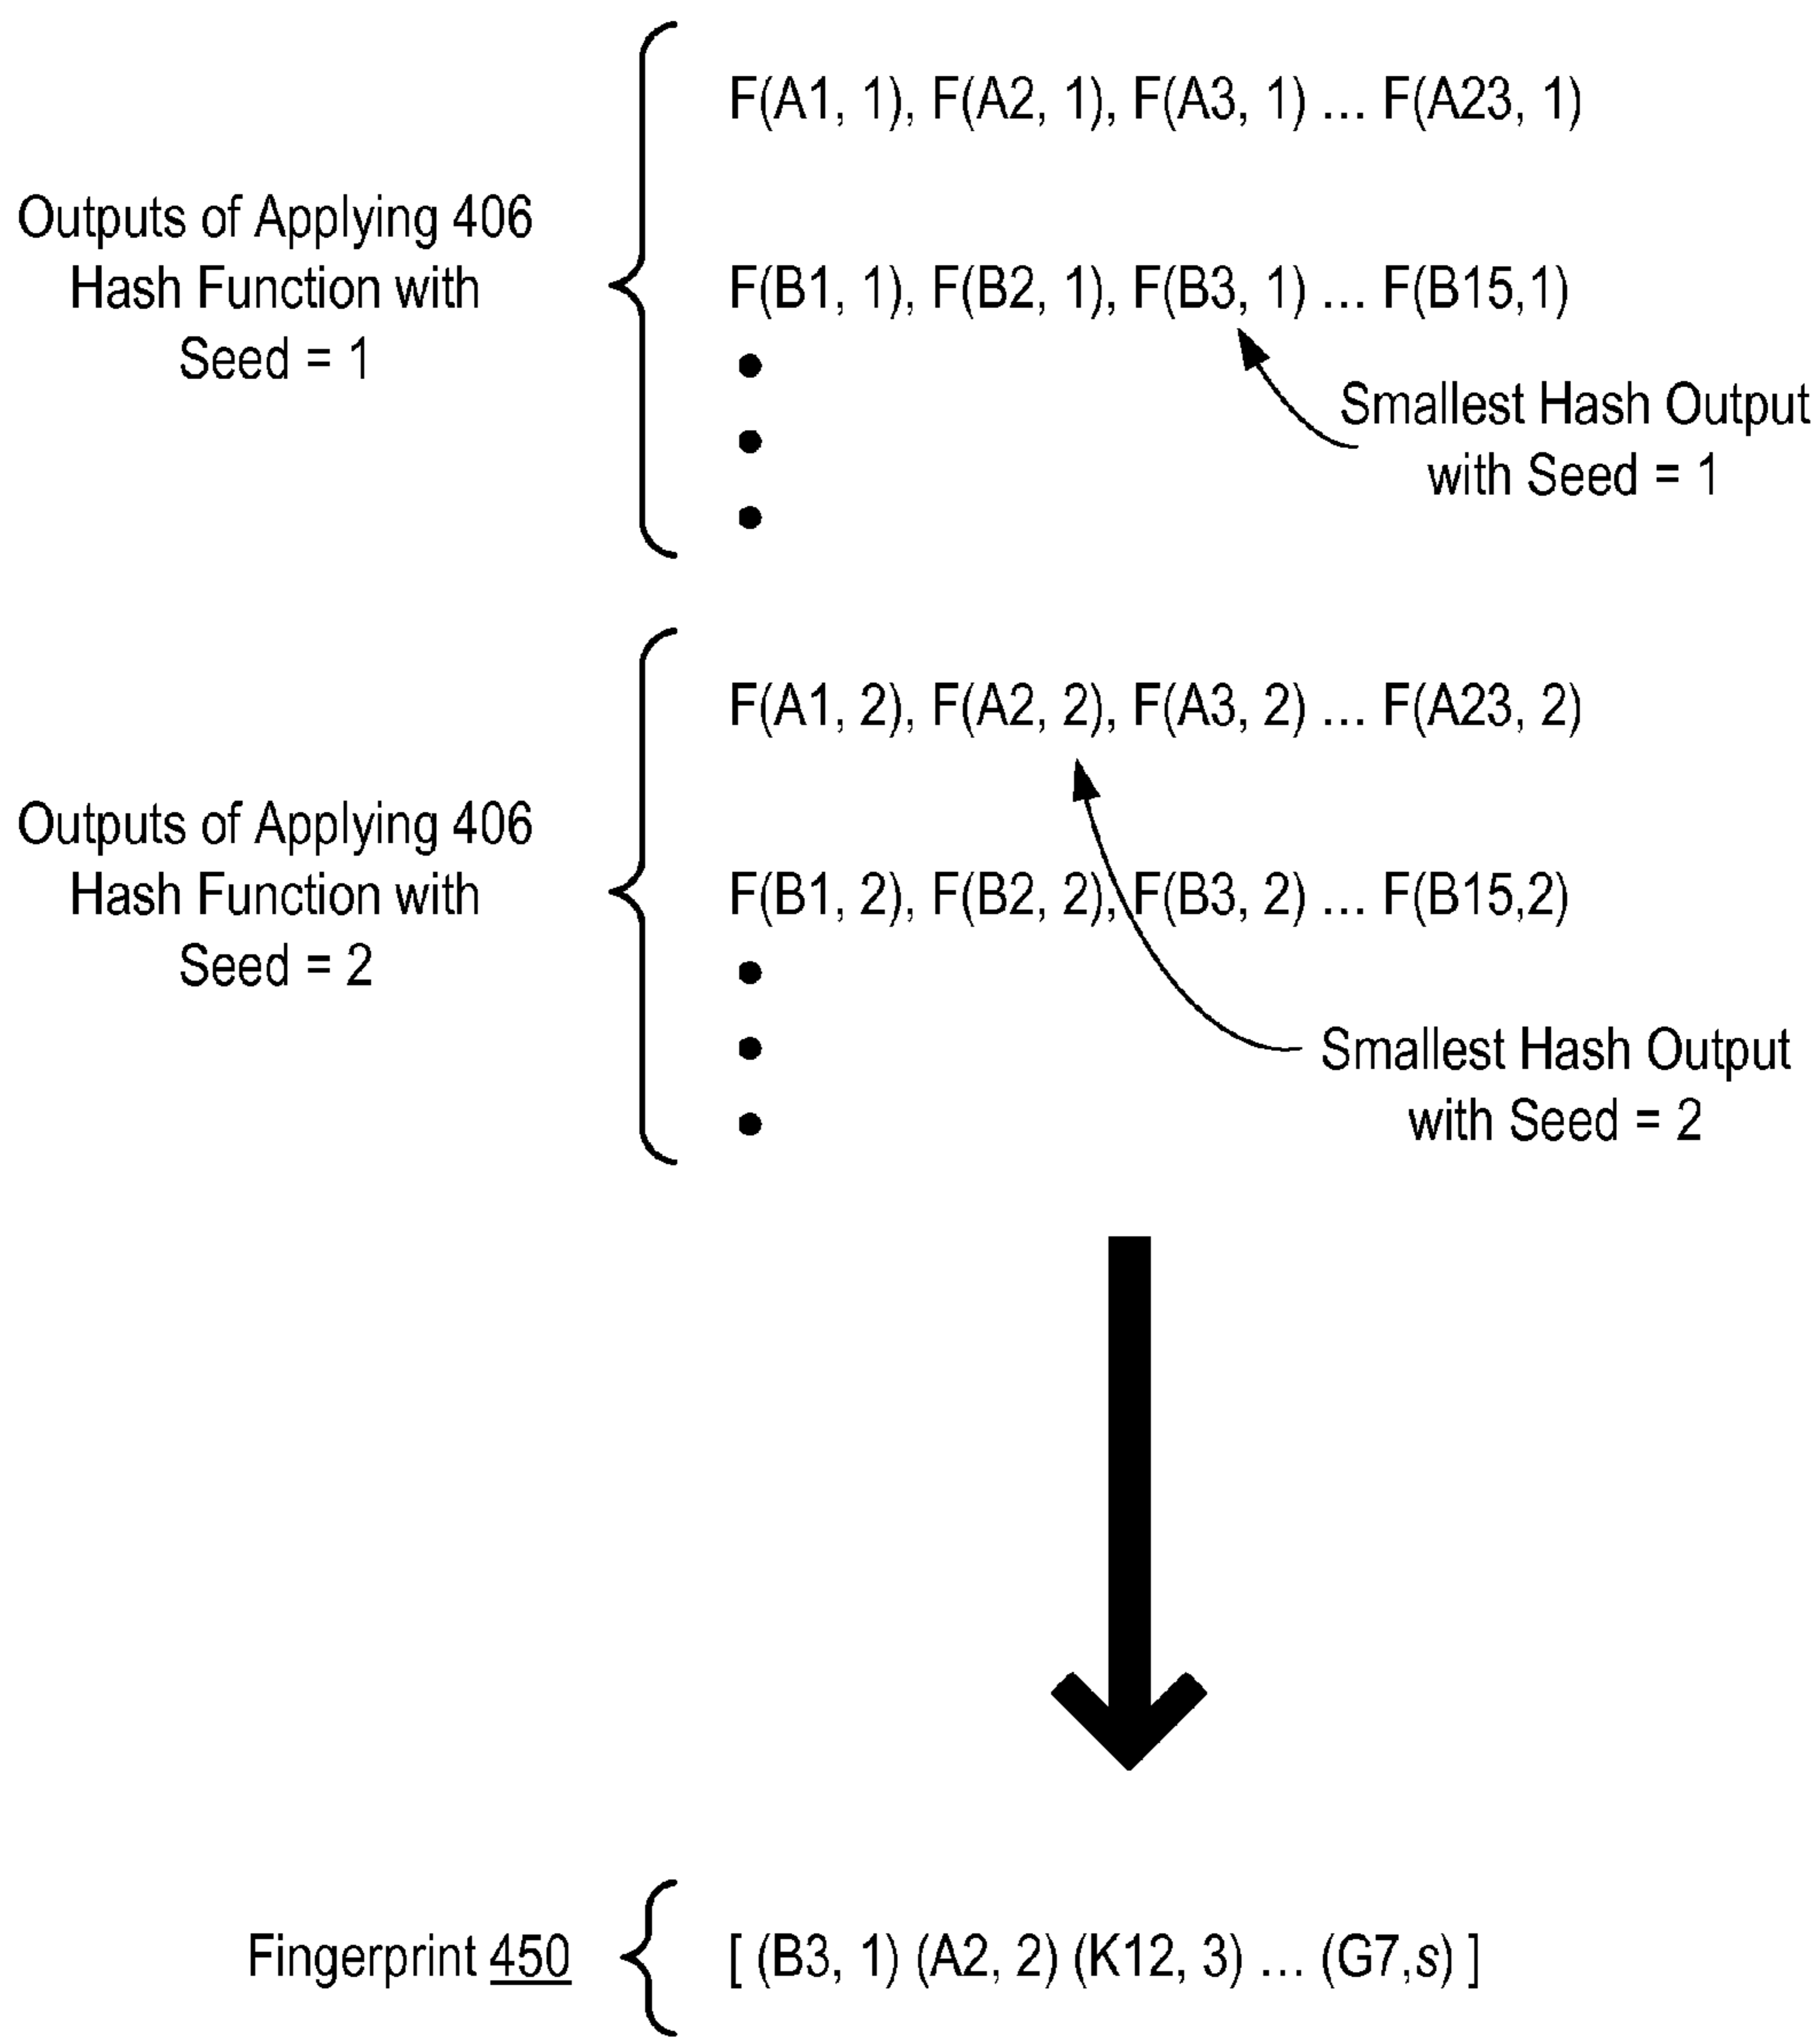 F(A1, 1), F(A2, 1), F(A3, 1) ... F(A23, 1)
Outputs of Applying 406
Hash Function with
Seed = 1
F(B1, 1), F(B2, 1), F(B3, 1) ... F(B15,1)
Smallest Hash Output
with Seed = 1
F(A1, 2), F(A2, 2), F(A3, 2) ... F(A23, 2)
Outputs of Applying 406
Hash Function with
Seed = 2
F(B1, 2), F(B2, 2), F(B3, 2) ... F(B15,2)
Smallest Hash Output
with Seed = 2
Fingerprint 450
[ (B3, 1) (A2, 2) (K12, 3) ... (G7,s) ]